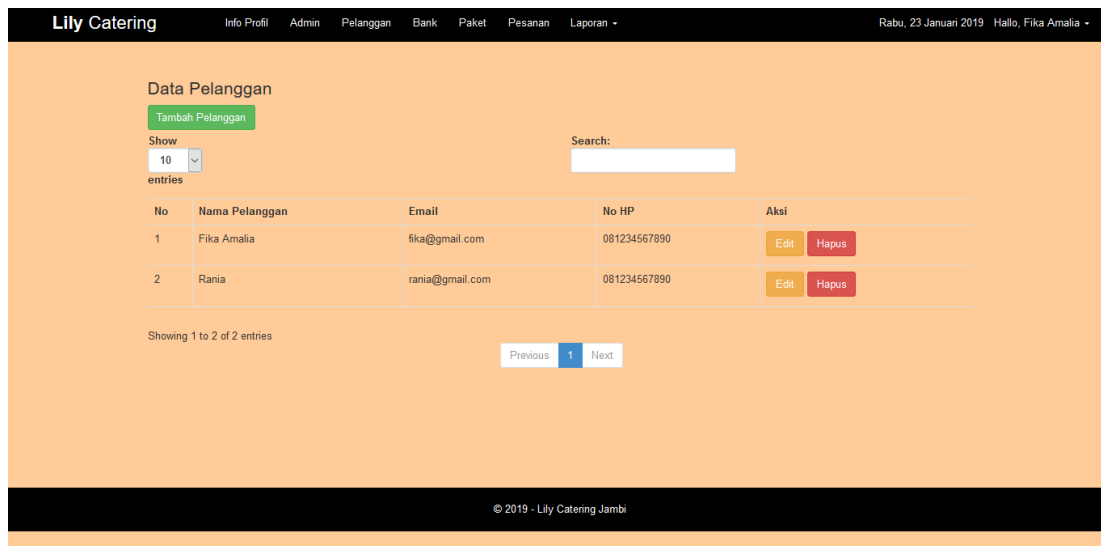 Lily Catering Info Profil Admin Pelanggan Bank Paket Pesanan Laporan Rabu, 23 Januari 2019 Hallo, Fika Amalia
Data Pelanggan
Tambah Pelanggan
Show
10
entries
Search:
No Nama Pelanggan Email No HP Aksi
1 Fika Amalia fika@gmail.com 081234567890 Edit Hapus
2 Rania rania@gmail.com 081234567890 Edit Hapus
Showing 1 to 2 of 2 entries
Previous 1 Next
© 2019 - Lily Catering Jambi